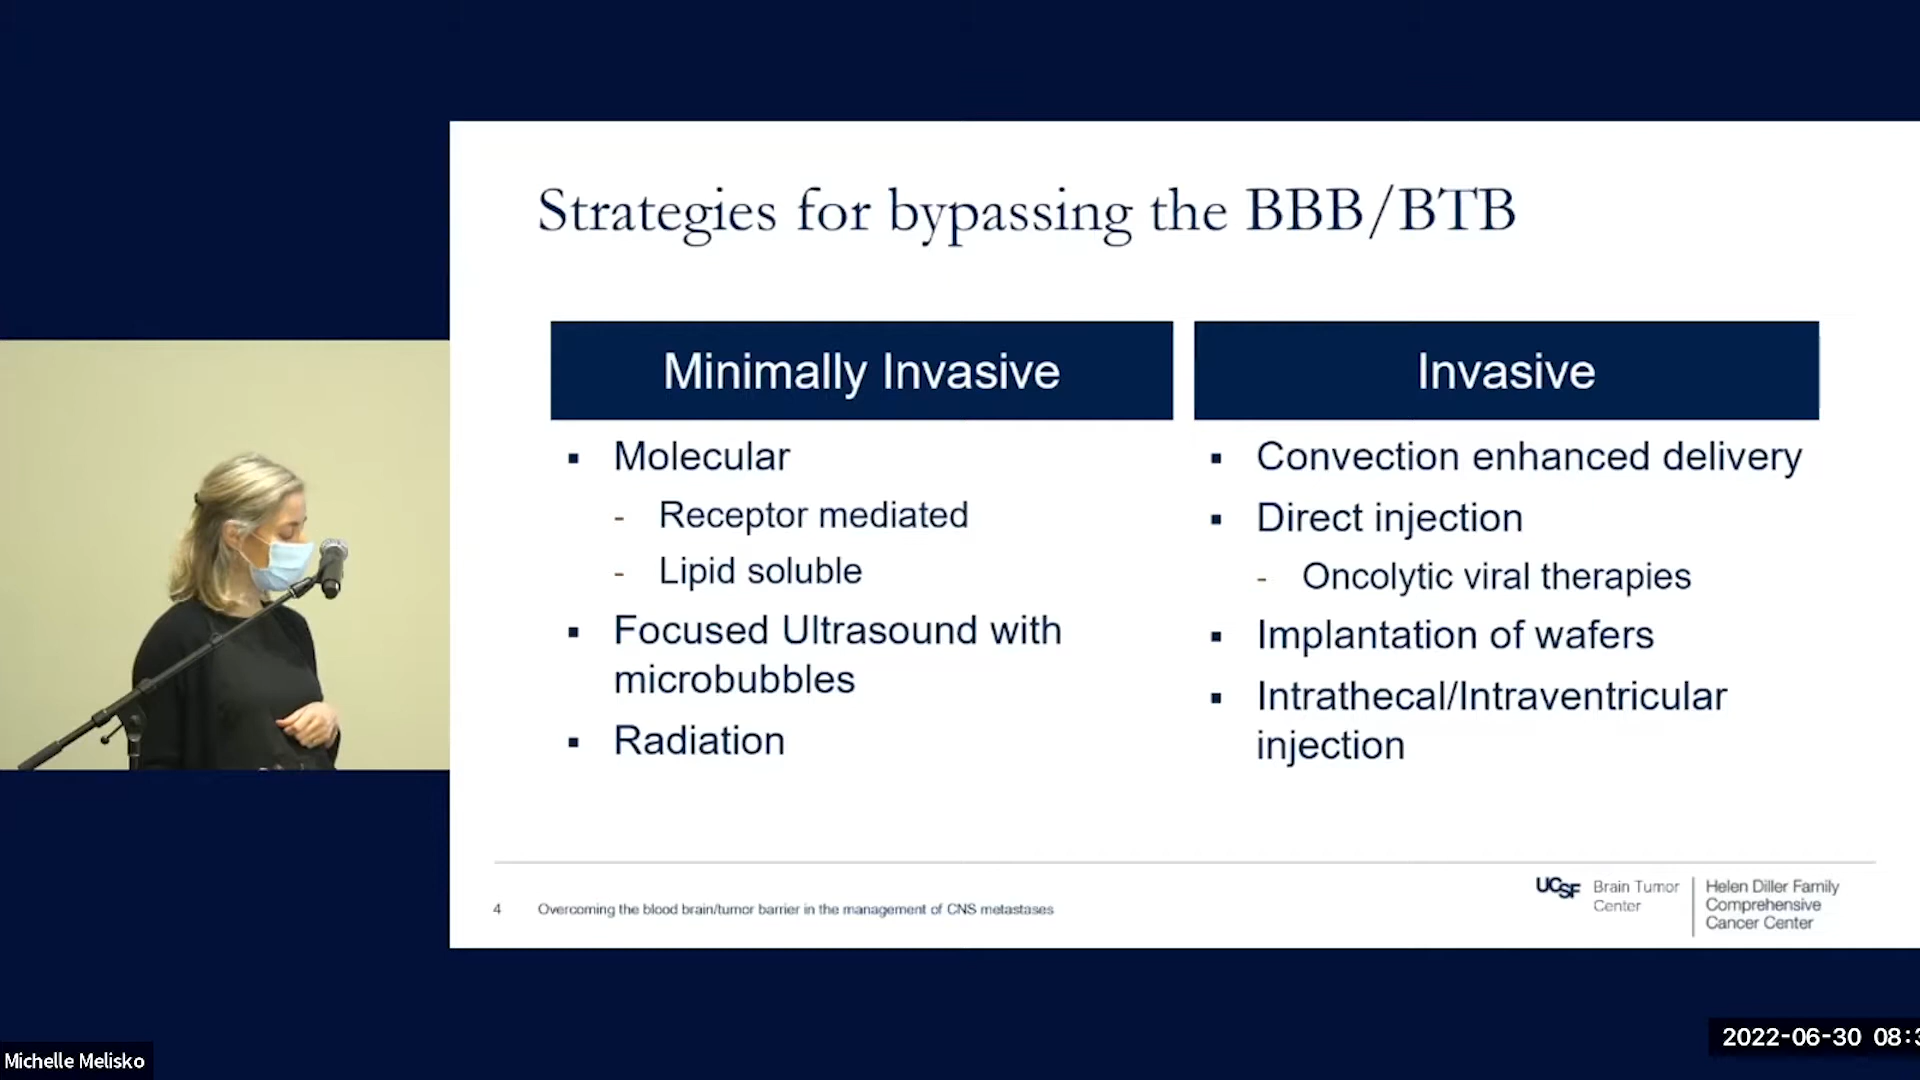 Strategies for bypassing the BBB/BTB
Minimally Invasive
▪ Molecular
- Receptor mediated
- Lipid soluble
▪ Focused Ultrasound with
microbubbles
▪ Radiation
Invasive
▪ Convection enhanced delivery
▪ Direct injection
- Oncolytic viral therapies
▪ Implantation of wafers
▪ Intrathecal/Intraventricular
injection
4 Overcoming the blood brain/tumor barrier in the management of CNS metastases
UCSF Brain Tumor
Center
Helen Diller Family
Comprehensive
Cancer Center
Michelle Melisko
2022-06-30 08:3